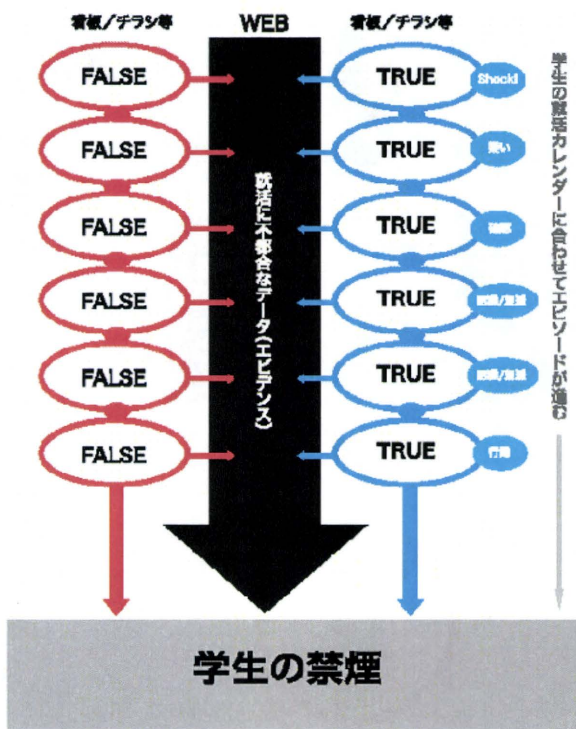 看板／チラシ等
WEB
看板／チラシ等
FALSE
TRUE
Shock!
FALSE
TRUE
FALSE
TRUE
FALSE
TRUE
FALSE
TRUE
FALSE
TRUE
行動
就活に不都合なデータ(エビデンス)
学生の就活カレンダーに合わせてエピソードが進む
学生の禁煙